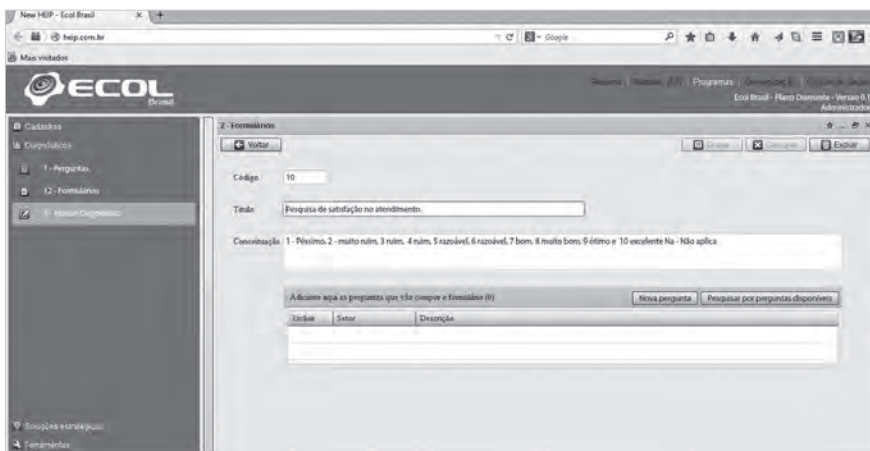 New HEIP - Ecol Brasil
heip.com.br
Google
Mais visitados
ECOL
Brasil
Programas
Ecol Brasil - Plano Diamante - Versao 0.1
Administrador
Cadastros
Diagnósticos
1 - Perguntas
2 - Formulários
2 - Formulários
Voltar
Excluir
Código
10
Título
Pesquisa de satisfação no atendimento.
Conceituação
1 - Péssimo, 2 - muito ruim, 3 ruim, 4 ruim, 5 razoável, 6 razoável, 7 bom, 8 muito bom, 9 ótimo e 10 excelente Na - Não aplica
Adicione aqui as perguntas que vão compor o formulário (0)
Nova pergunta
Pesquisar por perguntas disponíveis
Excluir
Setor
Descrição
Soluções estratégicas
Ferramentas